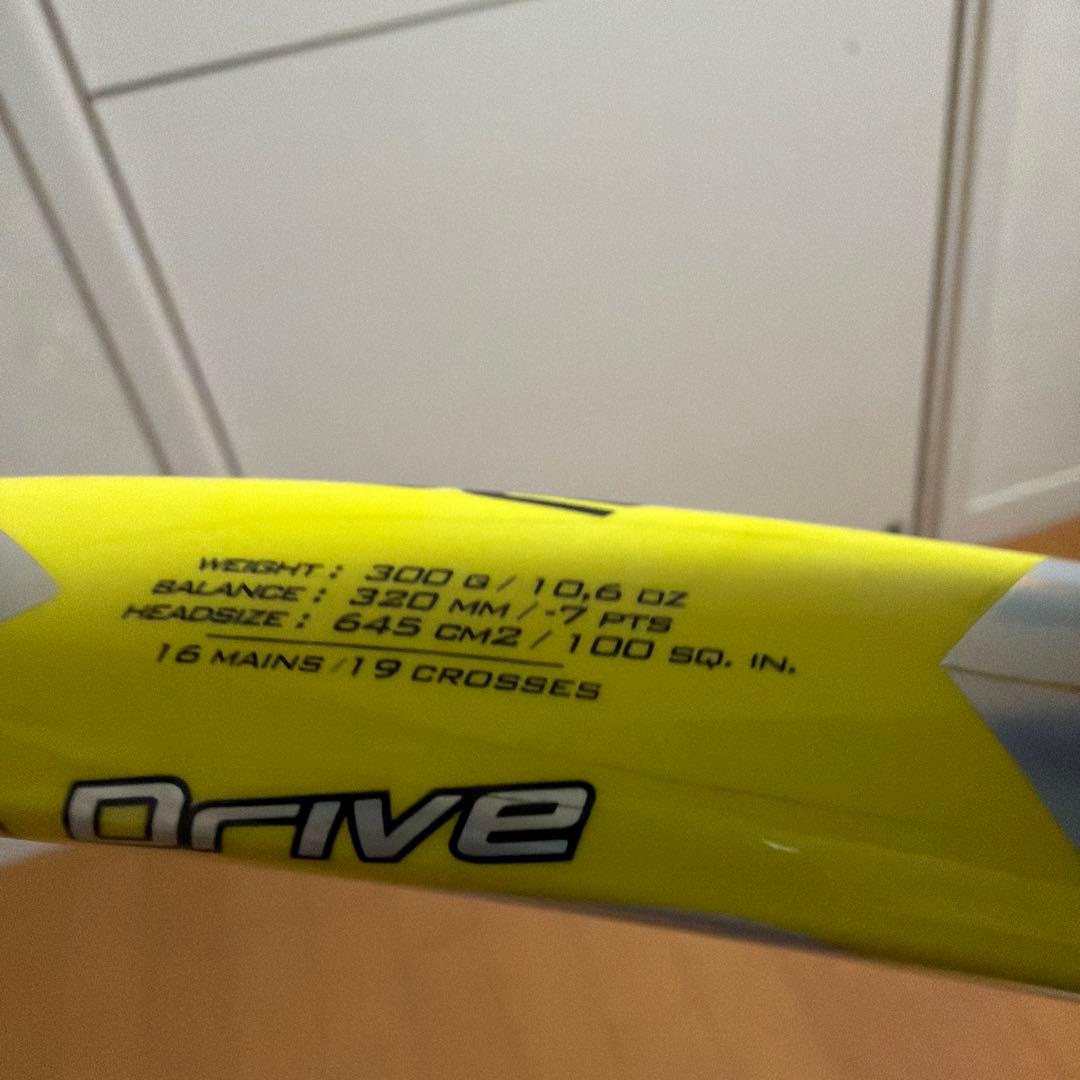 WEIGHT : 300 G / 10,6 OZ
BALANCE : 320 MM / -7 PTS
HEADSIZE : 645 CM2 / 100 SQ. IN.
16 MAINS / 19 CROSSES
Drive